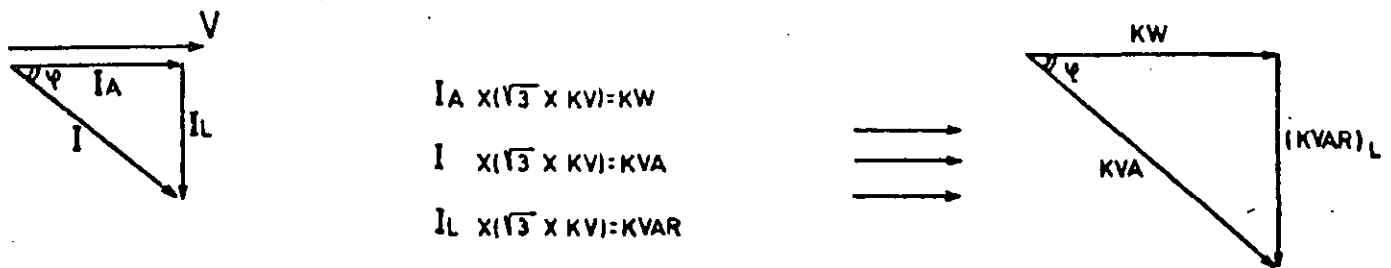 V
φ
IA
IL
I
IA X(√3 X KV)=KW
I X(√3 X KV)=KVA
IL X(√3 X KV)=KVAR
KW
φ
KVA
(KVAR)L